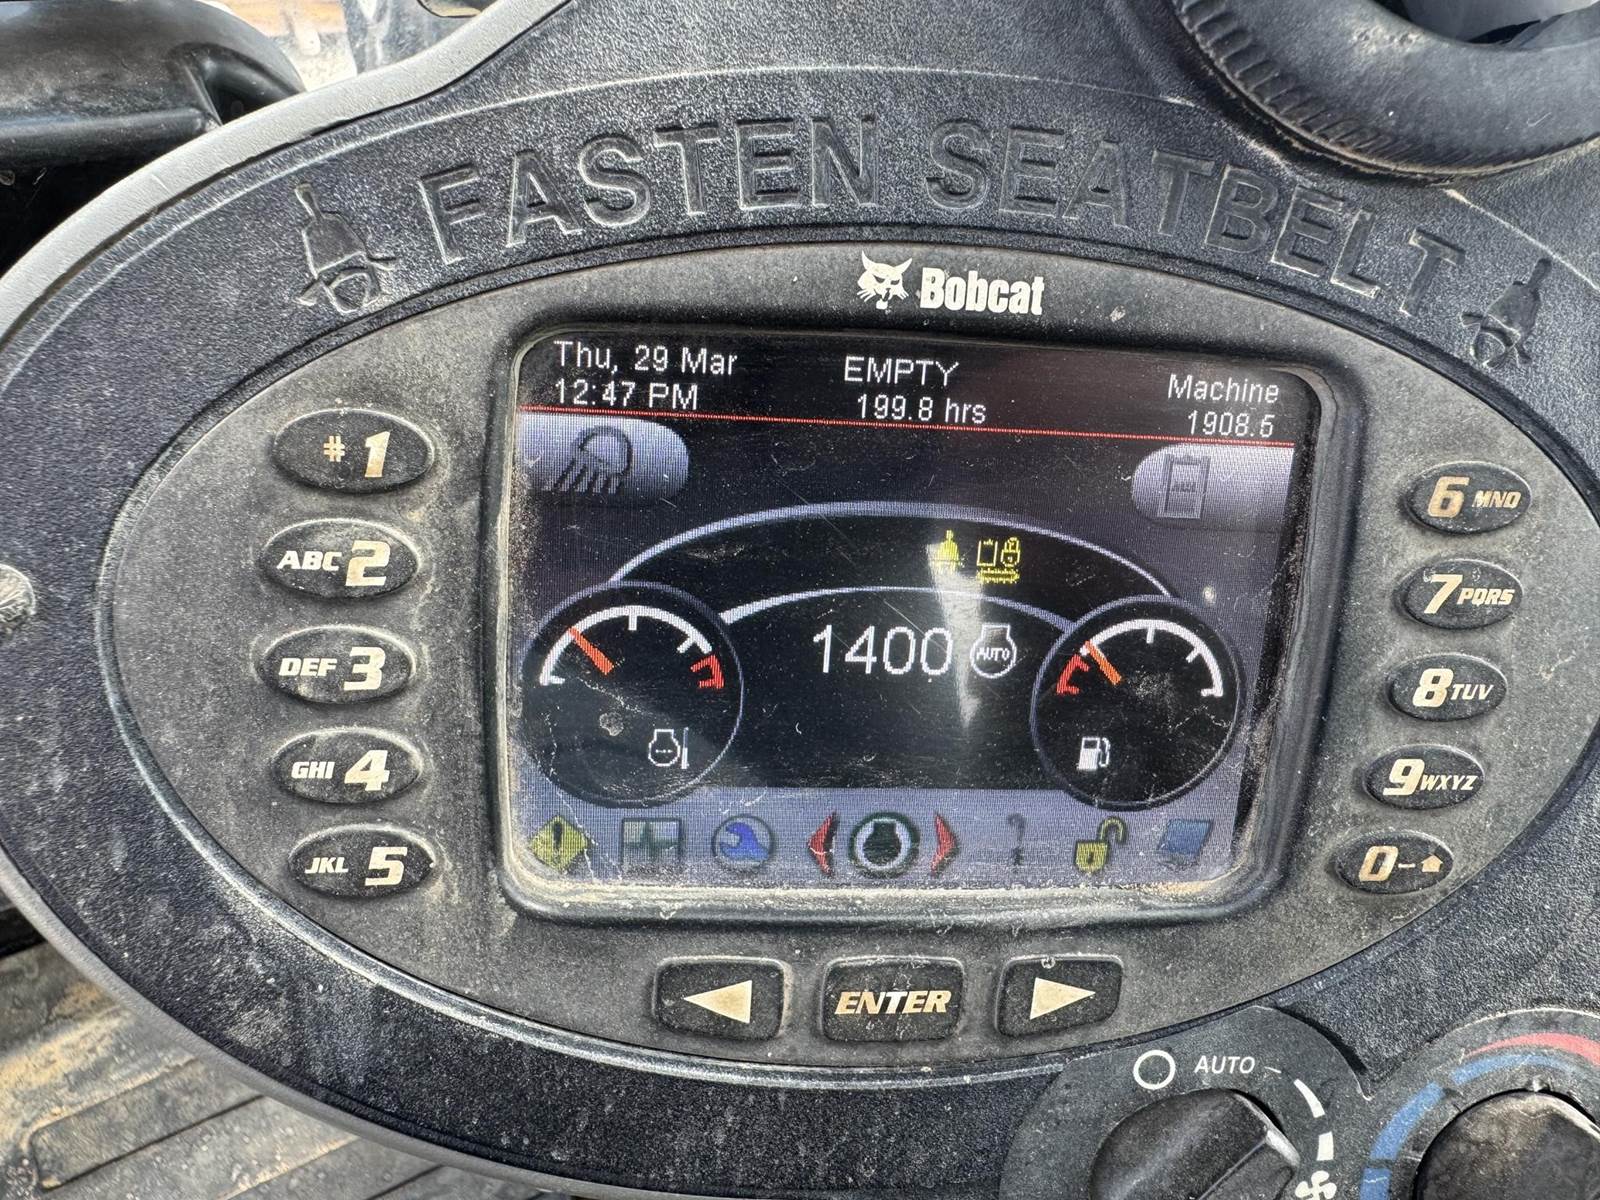 FASTEN SEATBELT
Bobcat
Thu, 29 Mar
12:47 PM
EMPTY
199.8 hrs
Machine
1908.5
1400 AUTO
# 1
ABC 2
DEF 3
GHI 4
JKL 5
6 MNO
7 PQRS
8 TUV
9 WXYZ
0 -
ENTER
AUTO